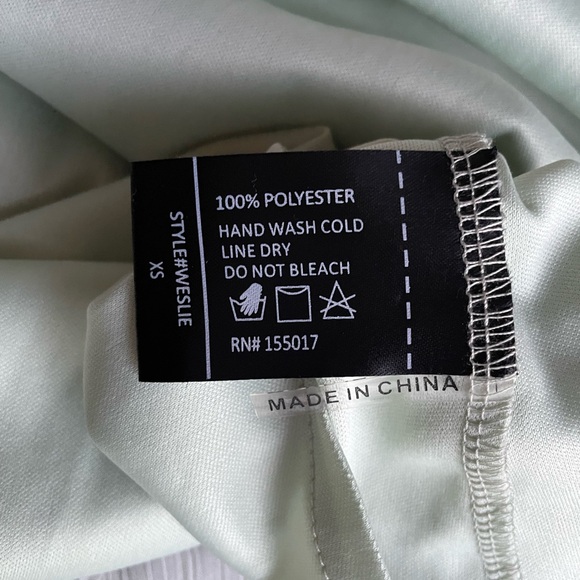 STYLE#WESLIE
XS
100% POLYESTER
HAND WASH COLD
LINE DRY
DO NOT BLEACH
RN# 155017
MADE IN CHINA